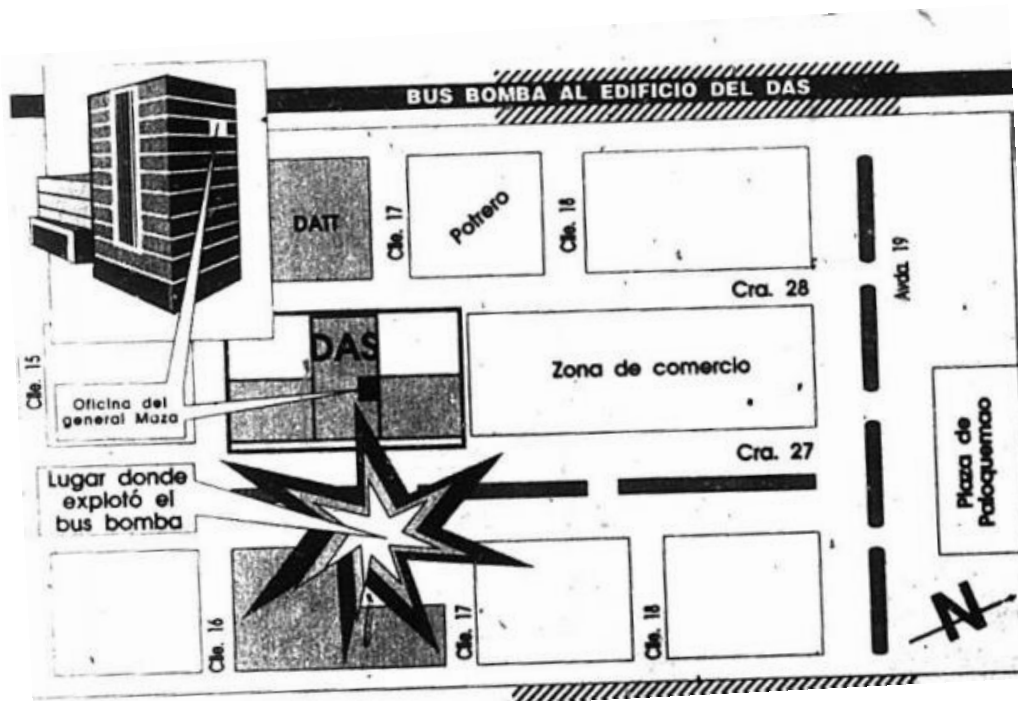 BUS BOMBA AL EDIFICIO DEL DAS
DATT
Clle. 17
Potrero
Clle. 18
Avda. 19
Cra. 28
Clle. 15
DAS
Zona de comercio
Oficina del
general Maza
Cra. 27
Plaza de
Paloquemao
Lugar donde
explotó el
bus bomba
Clle. 16
Clle. 17
Clle. 18
N